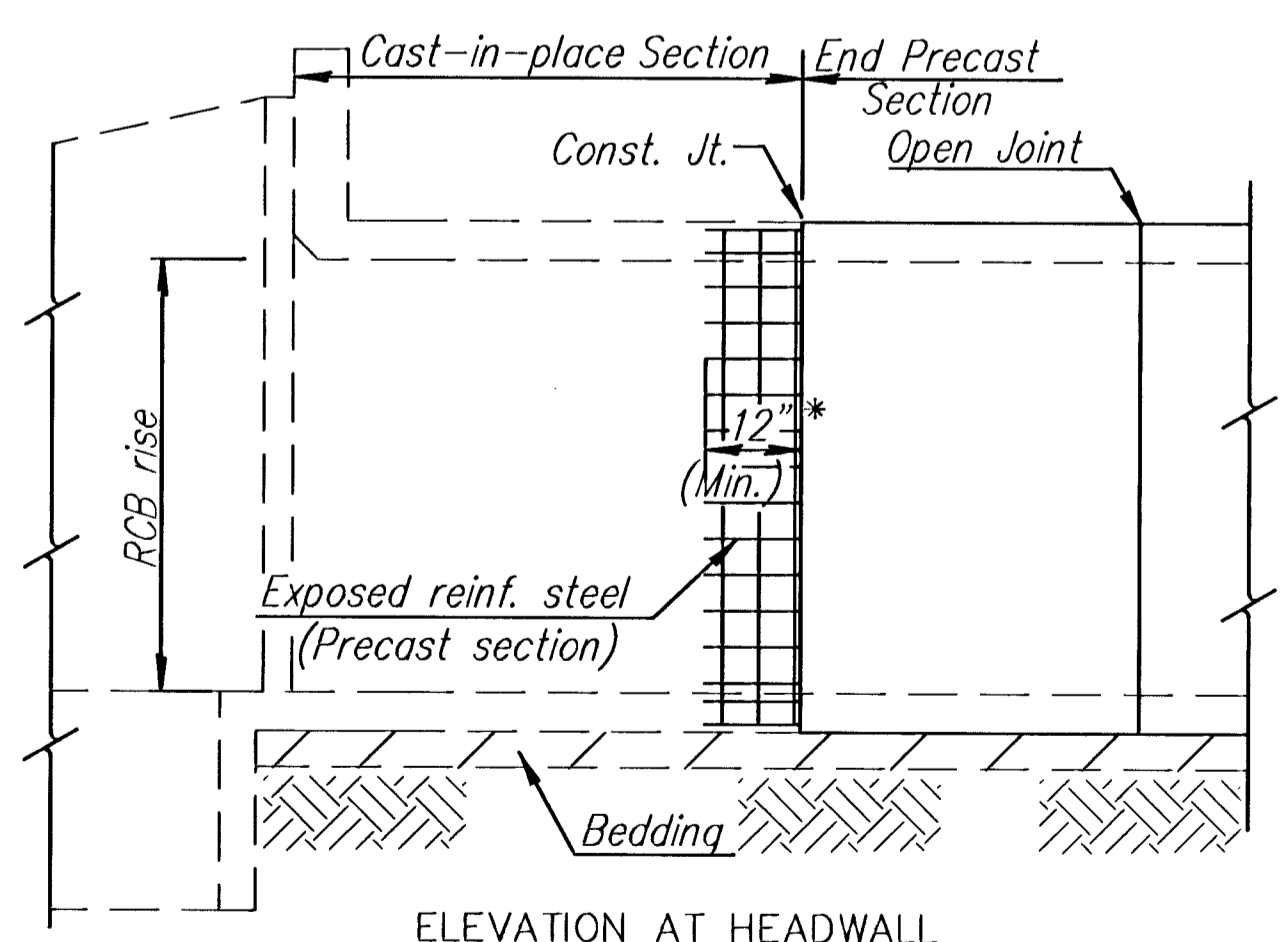 Cast-in-place Section
End Precast
Section
Const. Jt.
Open Joint
RCB rise
12" *
(Min.)
Exposed reinf. steel
(Precast section)
Bedding
ELEVATION AT HEADWALL